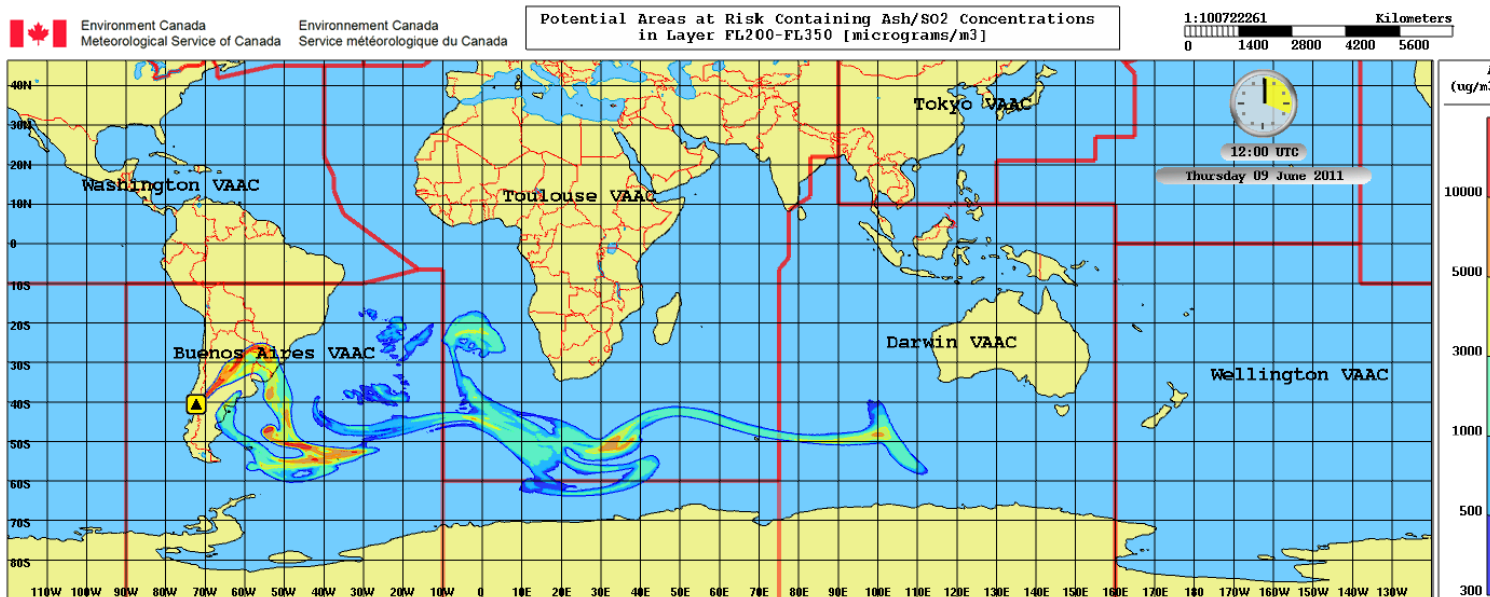 Environment Canada
Meteorological Service of Canada
Environnement Canada
Service météorologique du Canada
Potential Areas at Risk Containing Ash/SO2 Concentrations
in Layer FL200-FL350 [micrograms/m3]
1:100722261 Kilometers
0 1400 2800 4200 5600
(ug/m3
40N
30N
20N
10N
0
10S
20S
30S
40S
50S
60S
70S
80S
Tokyo VAAC
Washington VAAC
Toulouse VAAC
Buenos Aires VAAC
Darwin VAAC
Wellington VAAC
12:00 UTC
Thursday 09 June 2011
10000
5000
3000
1000
500
300
110W 100W 90W 80W 70W 60W 50W 40W 30W 20W 10W 0 10E 20E 30E 40E 50E 60E 70E 80E 90E 100E 110E 120E 130E 140E 150E 160E 170E 180 170W 160W 150W 140W 130W